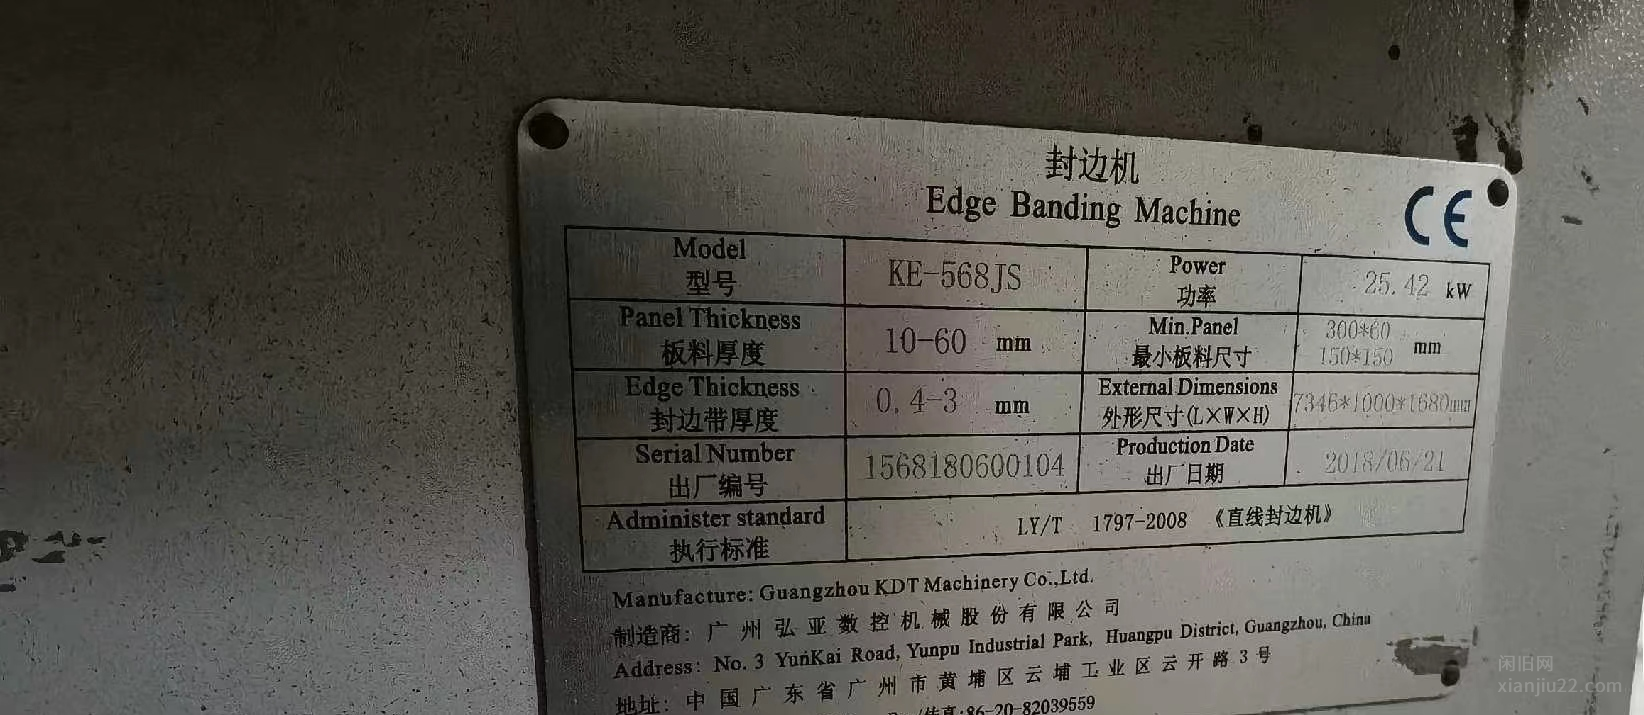 封边机
Edge Banding Machine
CE
Model
型号
KE-568JS
Power
功率
25.42 kW
Panel Thickness
板料厚度
10-60 mm
Min.Panel
最小板料尺寸
300*60
150*150
mm
Edge Thickness
封边带厚度
0.4-3 mm
External Dimensions
外形尺寸(L×W×H)
7346*1000*1680mm
Serial Number
出厂编号
1568180600104
Production Date
出厂日期
2018/06/21
Administer standard
执行标准
LY/T 1797-2008 《直线封边机》
Manufacture: Guangzhou KDT Machinery Co.,Ltd.
制造商: 广州弘亚数控机械股份有限公司
Address: No. 3 YunKai Road, Yunpu Industrial Park, Huangpu District, Guangzhou, China
地址: 中国广东省广州市黄埔区云埔工业区云开路3号
/传真:86-20-82039559
闲旧网
xianjiu22.com